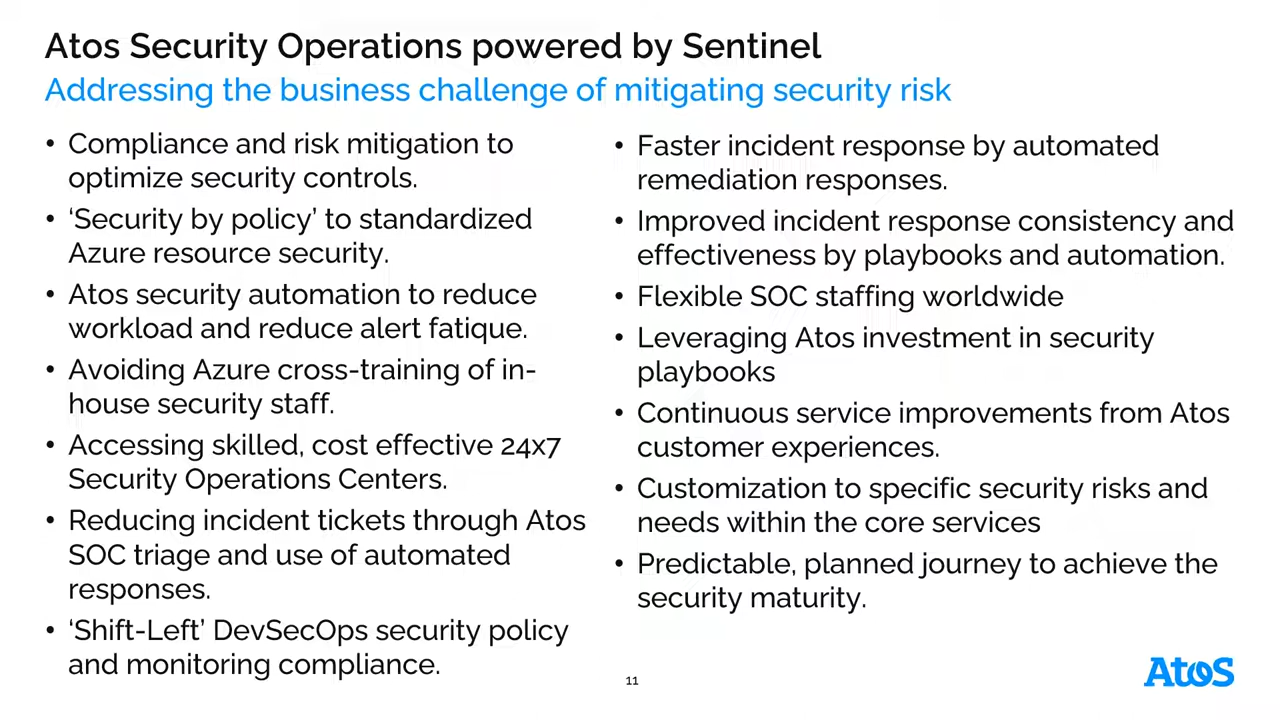 Atos Security Operations powered by Sentinel
Addressing the business challenge of mitigating security risk
• Compliance and risk mitigation to
optimize security controls.
• ‘Security by policy’ to standardized
Azure resource security.
• Atos security automation to reduce
workload and reduce alert fatique.
• Avoiding Azure cross-training of in-
house security staff.
• Accessing skilled, cost effective 24x7
Security Operations Centers.
• Reducing incident tickets through Atos
SOC triage and use of automated
responses.
• ‘Shift-Left’ DevSecOps security policy
and monitoring compliance.
• Faster incident response by automated
remediation responses.
• Improved incident response consistency and
effectiveness by playbooks and automation.
• Flexible SOC staffing worldwide
• Leveraging Atos investment in security
playbooks
• Continuous service improvements from Atos
customer experiences.
• Customization to specific security risks and
needs within the core services
• Predictable, planned journey to achieve the
security maturity.
11
Atos